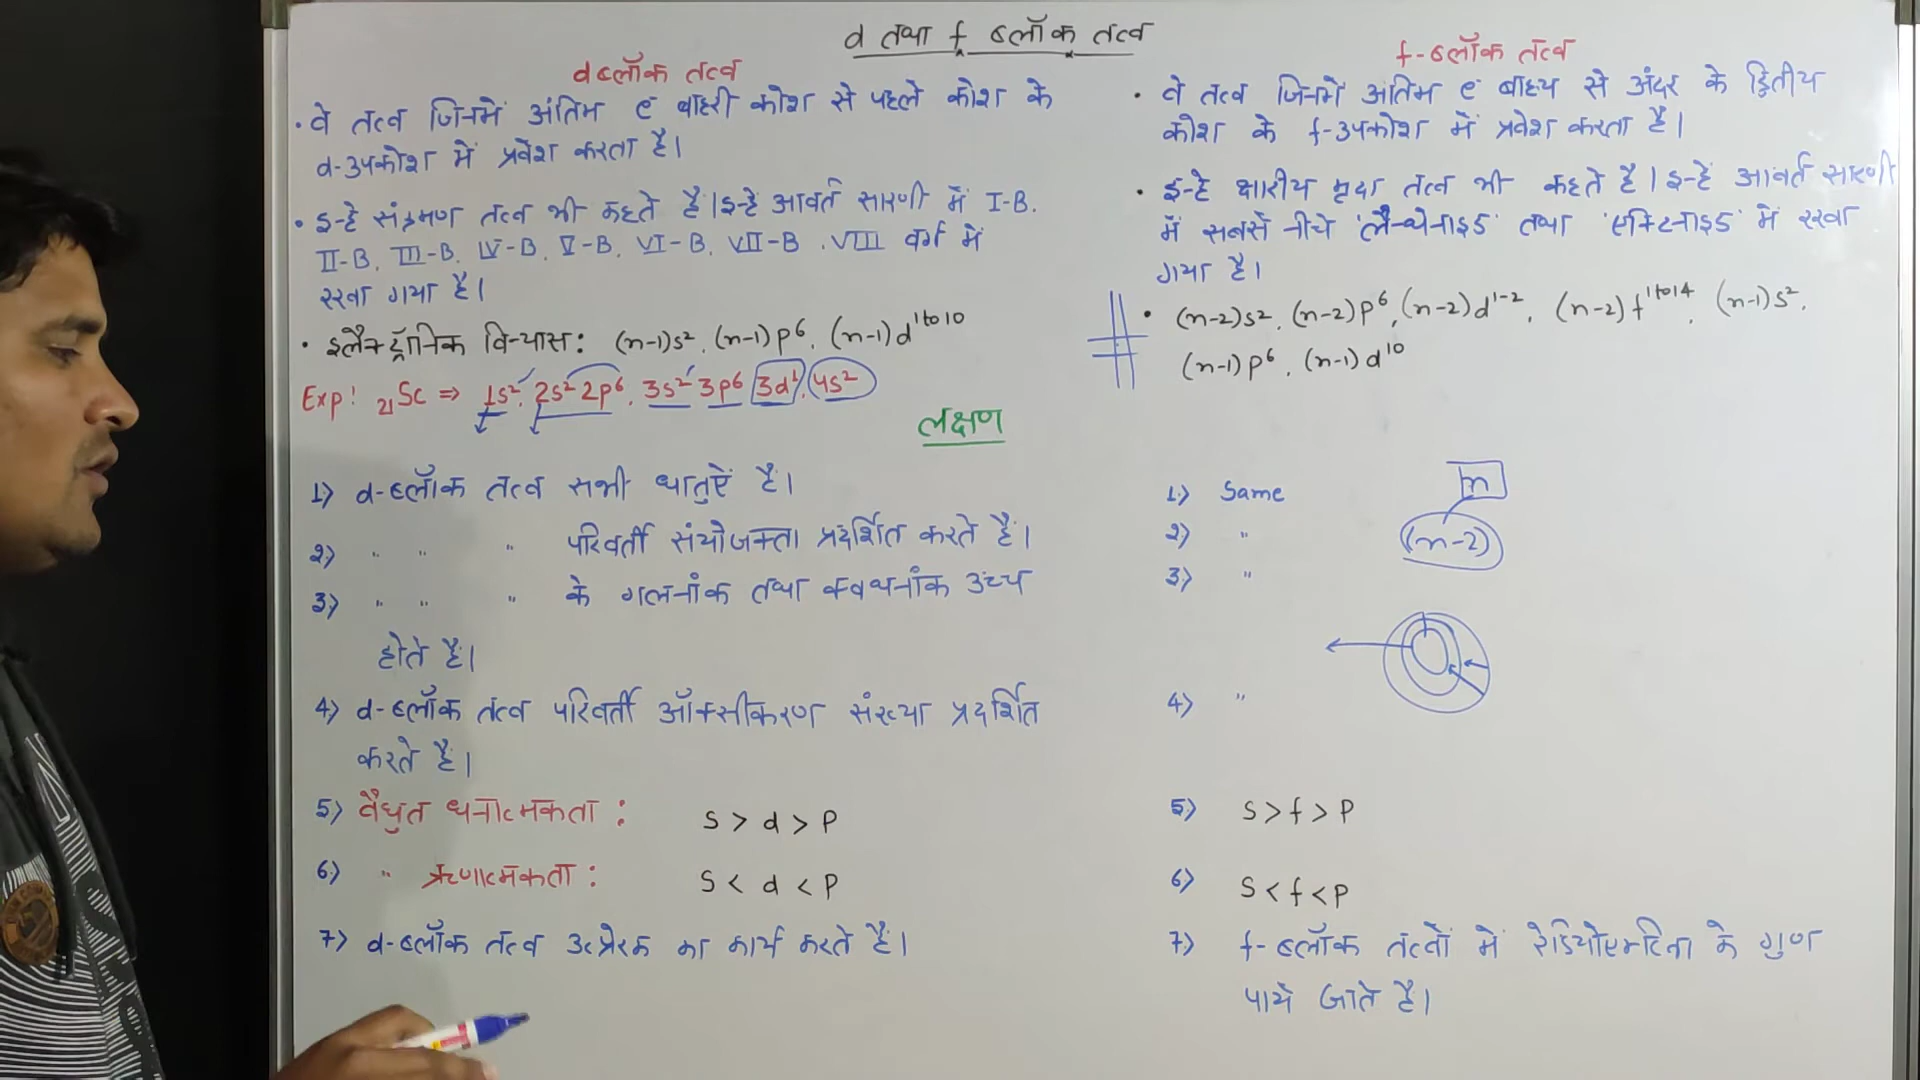 d तथा f ब्लॉक तत्व
d ब्लॉक तत्व
• वे तत्व जिनमें अंतिम e⁻ बाहरी कोश से पहले कोश के
d-उपकोश में प्रवेश करता है।
• इन्हे संक्रमण तत्व भी कहते हैं। इन्हे आवर्त सारणी में I-B,
II-B, III-B, IV-B, V-B, VI-B, VII-B, VIII वर्ग में
रखा गया है।
• इलैक्ट्रॉनिक विन्यास: (n-1)s², (n-1)p⁶, (n-1)d¹ ᵗᵒ ¹⁰
Exp: ₂₁Sc ⇒ 1s², 2s² 2p⁶, 3s² 3p⁶ 3d¹, 4s²
f-ब्लॉक तत्व
• वे तत्व जिनमें अंतिम e⁻ बाह्य से अंदर के द्वितीय
कोश के f-उपकोश में प्रवेश करता है।
• इन्हे क्षारीय मृदा तत्व भी कहते है। इन्हें आवर्त सारणी
में सबसे नीचे 'लैन्थेनाइड' तथा 'एक्टिनाइड' में रखा
गया है।
• (n-2)s², (n-2)p⁶, (n-2)d¹⁻², (n-2)f¹ ᵗᵒ ¹⁴, (n-1)s²,
(n-1)p⁶, (n-1)d¹⁰
लक्षण
1) d-ब्लॉक तत्व सभी धातुऐं है।
2) " " " परिवर्ती संयोजकता प्रदर्शित करते है।
3) " " " के गलनांक तथा क्वथनांक उच्च
होते है।
4) d-ब्लॉक तत्व परिवर्ती ऑक्सीकरण संख्या प्रदर्शित
करते है।
5) वैधुत धनात्मकता : s > d > p
6) " ऋणात्मकता : s < d < p
7) d-ब्लॉक तत्व उत्प्रेरक का कार्य करते हैं।
1) Same
2) "
3) "
4) "
5) s > f > p
6) s < f < p
7) f-ब्लॉक तत्वों में रेडियोएक्टिव के गुण
पाये जाते है।
n
(n-2)